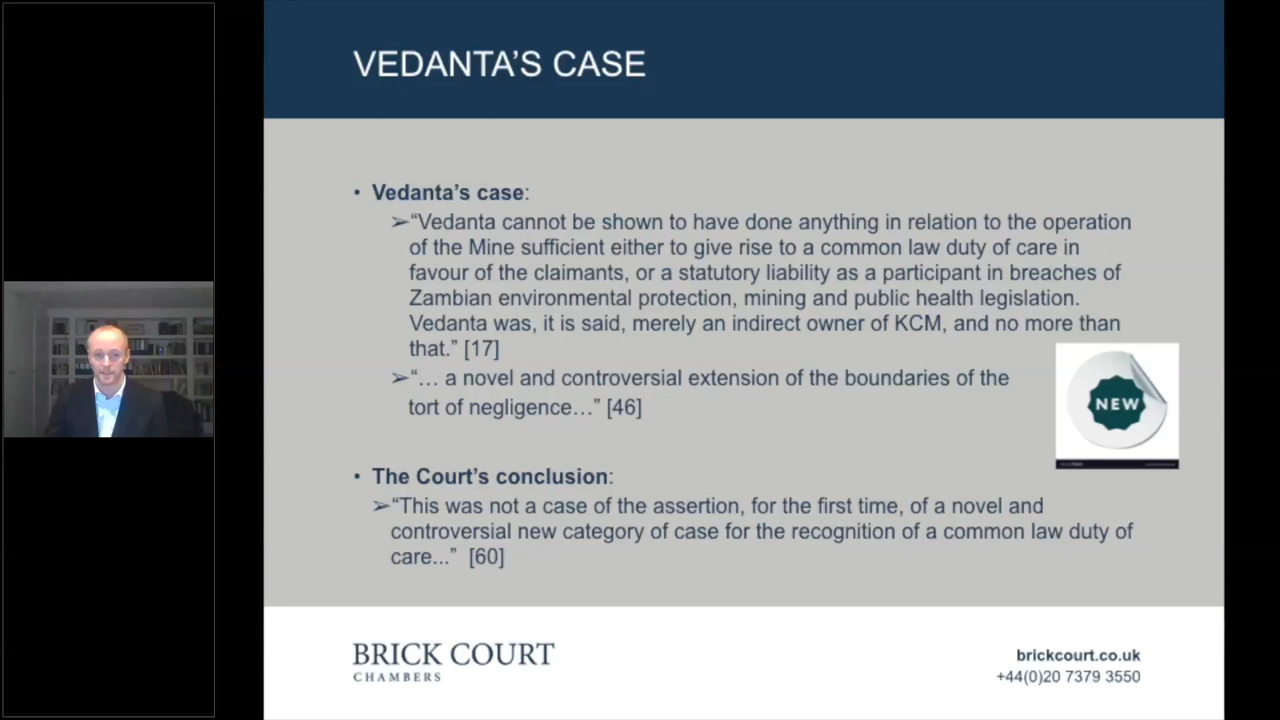 VEDANTA'S CASE
• Vedanta's case:
➢"Vedanta cannot be shown to have done anything in relation to the operation
of the Mine sufficient either to give rise to a common law duty of care in
favour of the claimants, or a statutory liability as a participant in breaches of
Zambian environmental protection, mining and public health legislation.
Vedanta was, it is said, merely an indirect owner of KCM, and no more than
that." [17]
➢"… a novel and controversial extension of the boundaries of the
tort of negligence…" [46]
NEW
• The Court's conclusion:
➢"This was not a case of the assertion, for the first time, of a novel and
controversial new category of case for the recognition of a common law duty of
care..." [60]
BRICK COURT
CHAMBERS
brickcourt.co.uk
+44(0)20 7379 3550